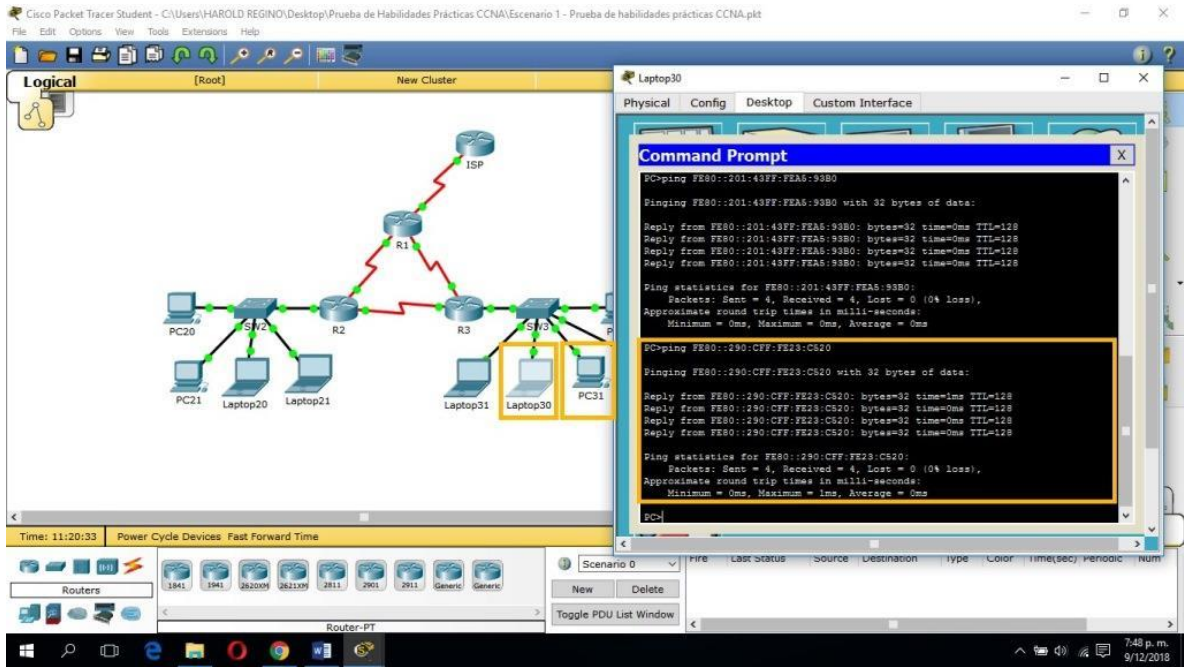 Cisco Packet Tracer Student - C:\Users\HAROLD REGINO\Desktop\Prueba de Habilidades Prácticas CCNA\Escenario 1 - Prueba de habilidades prácticas CCNA.pkt
File Edit Options View Tools Extensions Help
Logical [Root] New Cluster
ISP
R1
PC20 SW2 R2 R3 SW3
PC21 Laptop20 Laptop21 Laptop31 Laptop30 PC31
Laptop30
Physical Config Desktop Custom Interface
Command Prompt X
PC>ping FE80::201:43FF:FEA5:93B0
Pinging FE80::201:43FF:FEA5:93B0 with 32 bytes of data:
Reply from FE80::201:43FF:FEA5:93B0: bytes=32 time=0ms TTL=128
Reply from FE80::201:43FF:FEA5:93B0: bytes=32 time=0ms TTL=128
Reply from FE80::201:43FF:FEA5:93B0: bytes=32 time=0ms TTL=128
Reply from FE80::201:43FF:FEA5:93B0: bytes=32 time=0ms TTL=128
Ping statistics for FE80::201:43FF:FEA5:93B0:
Packets: Sent = 4, Received = 4, Lost = 0 (0% loss),
Approximate round trip times in milli-seconds:
Minimum = 0ms, Maximum = 0ms, Average = 0ms
PC>ping FE80::290:CFF:FE23:C520
Pinging FE80::290:CFF:FE23:C520 with 32 bytes of data:
Reply from FE80::290:CFF:FE23:C520: bytes=32 time=1ms TTL=128
Reply from FE80::290:CFF:FE23:C520: bytes=32 time=0ms TTL=128
Reply from FE80::290:CFF:FE23:C520: bytes=32 time=0ms TTL=128
Reply from FE80::290:CFF:FE23:C520: bytes=32 time=0ms TTL=128
Ping statistics for FE80::290:CFF:FE23:C520:
Packets: Sent = 4, Received = 4, Lost = 0 (0% loss),
Approximate round trip times in milli-seconds:
Minimum = 0ms, Maximum = 1ms, Average = 0ms
PC>
Time: 11:20:33 Power Cycle Devices Fast Forward Time
Routers
1841 1941 2620XM 2621XM 2811 2901 2911 Generic Generic
Router-PT
Scenario 0
New Delete
Toggle PDU List Window
Fire Last Status Source Destination Type Color Time(sec) Periodic Num
7:48 p. m.
9/12/2018